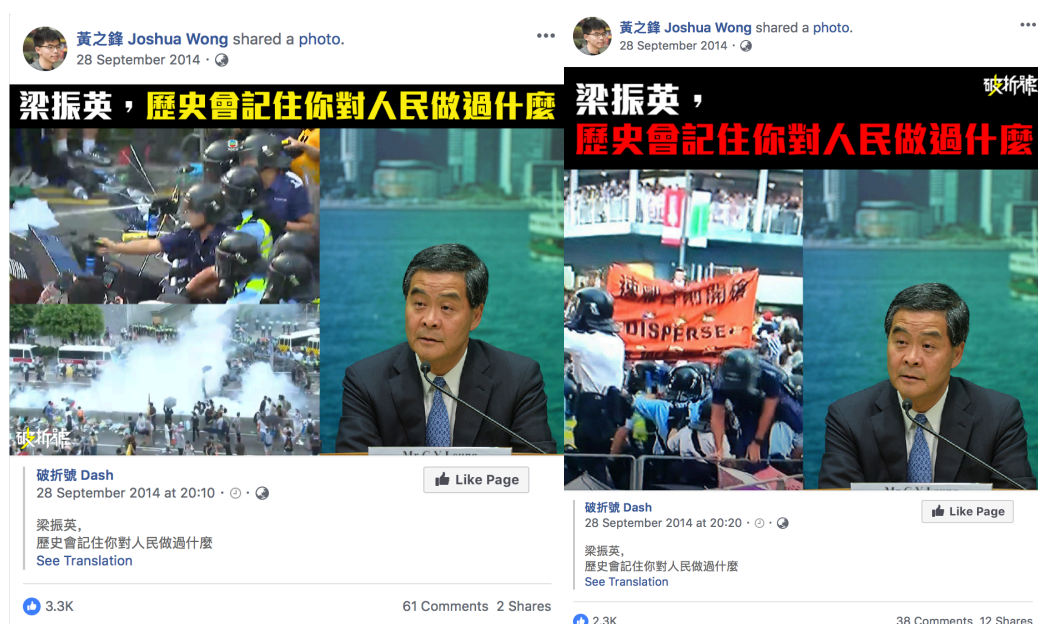 黃之鋒 Joshua Wong shared a photo.
28 September 2014
梁振英，歷史會記住你對人民做過什麼
破折號
破折號 Dash
28 September 2014 at 20:10
Like Page
梁振英,
歷史會記住你對人民做過什麼
See Translation
3.3K
61 Comments 2 Shares
黃之鋒 Joshua Wong shared a photo.
28 September 2014
破折號
梁振英，
歷史會記住你對人民做過什麼
DISPERSE
破折號 Dash
28 September 2014 at 20:20
Like Page
梁振英,
歷史會記住你對人民做過什麼
See Translation
2.3K
38 Comments 12 Shares